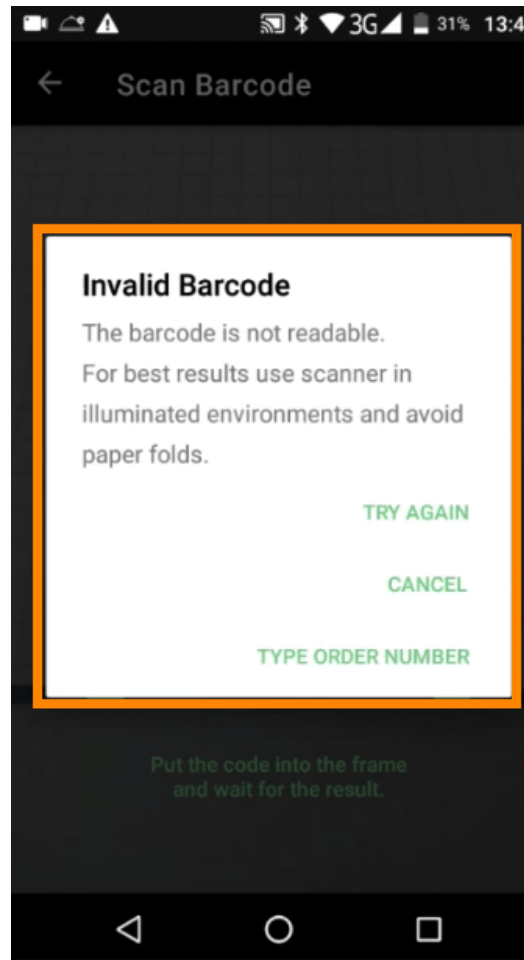 3G 31% 13:4
Scan Barcode
Invalid Barcode
The barcode is not readable.
For best results use scanner in
illuminated environments and avoid
paper folds.
TRY AGAIN
CANCEL
TYPE ORDER NUMBER
Put the code into the frame
and wait for the result.